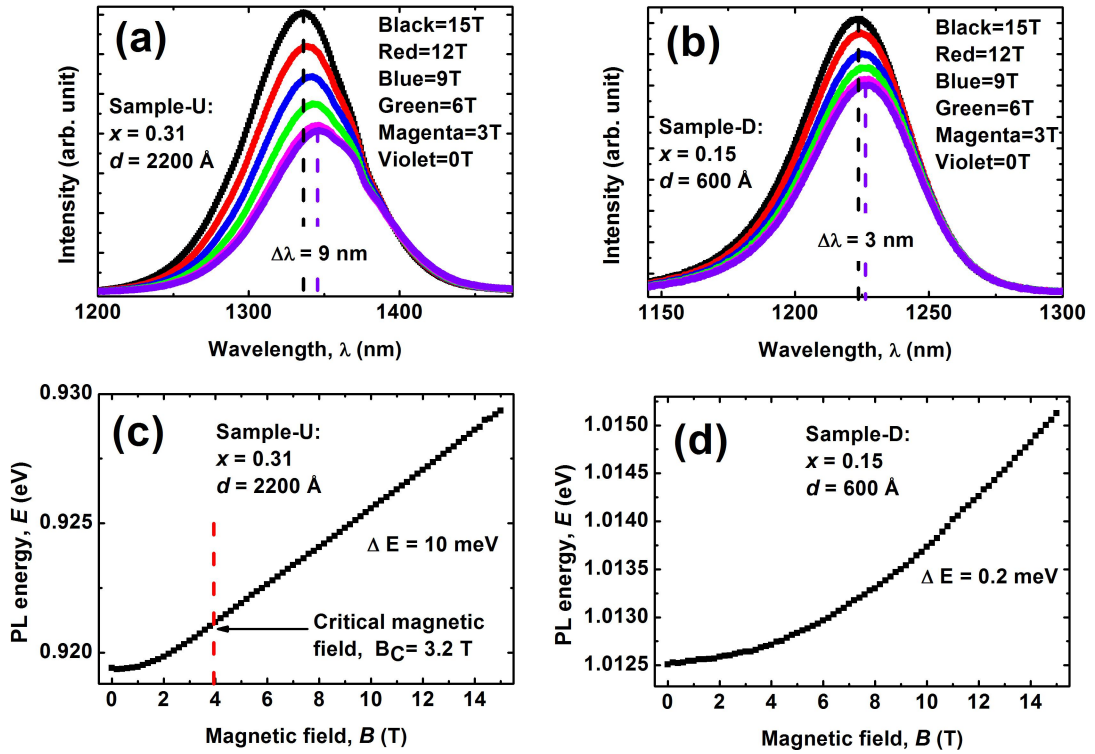 (a)
Black=15T
Red=12T
Blue=9T
Green=6T
Magenta=3T
Violet=0T
Sample-U:
x = 0.31
d = 2200 Å
Δλ = 9 nm
Intensity (arb. unit)
1200 1300 1400
Wavelength, λ (nm)
(b)
Black=15T
Red=12T
Blue=9T
Green=6T
Magenta=3T
Violet=0T
Sample-D:
x = 0.15
d = 600 Å
Δλ = 3 nm
Intensity (arb. unit)
1150 1200 1250 1300
Wavelength, λ (nm)
(c)
Sample-U:
x = 0.31
d = 2200 Å
Δ E = 10 meV
Critical magnetic
field, B_C= 3.2 T
PL energy, E (eV)
0.930
0.925
0.920
0 2 4 6 8 10 12 14
Magnetic field, B (T)
(d)
Sample-D:
x = 0.15
d = 600 Å
Δ E = 0.2 meV
PL energy, E (eV)
1.0150
1.0145
1.0140
1.0135
1.0130
1.0125
0 2 4 6 8 10 12 14
Magnetic field, B (T)